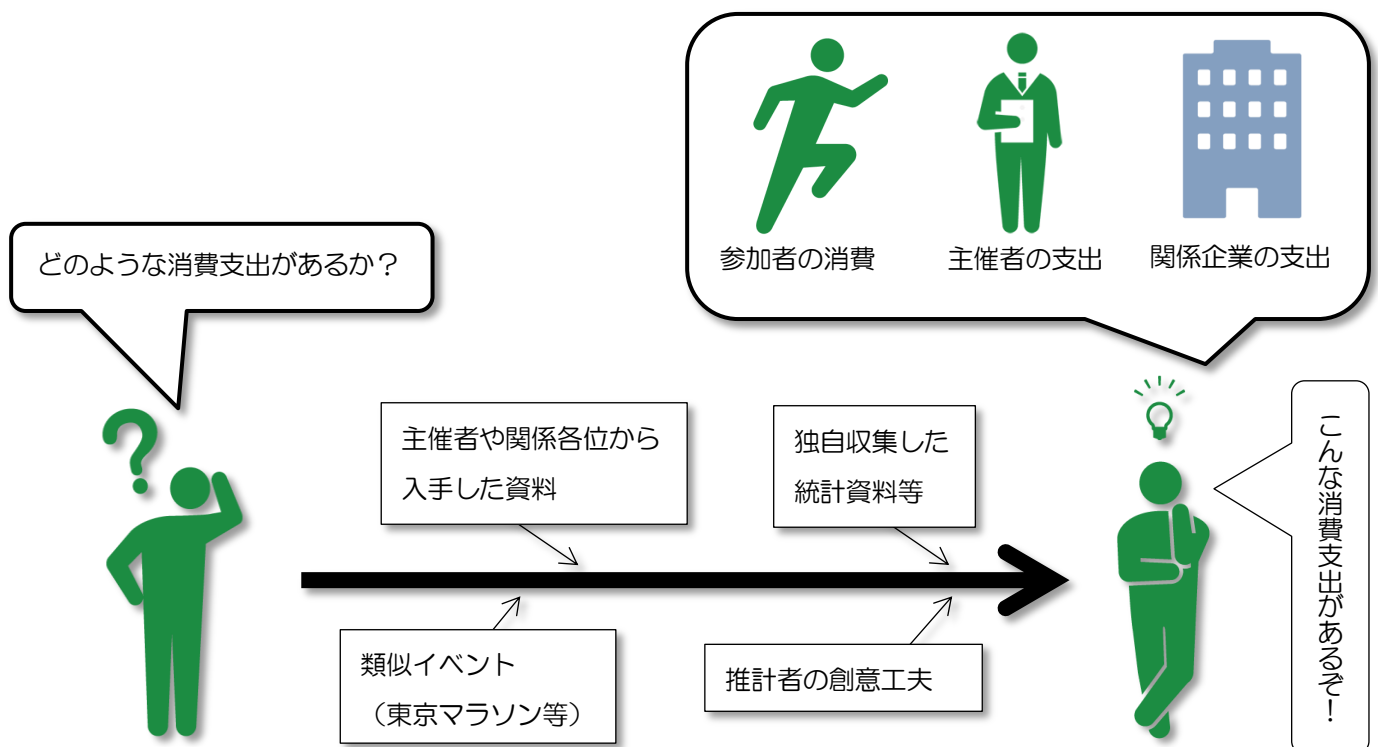 参加者の消費
主催者の支出
関係企業の支出
どのような消費支出があるか？
主催者や関係各位から
入手した資料
独自収集した
統計資料等
こんな消費支出があるぞ！
類似イベント
（東京マラソン等）
推計者の創意工夫